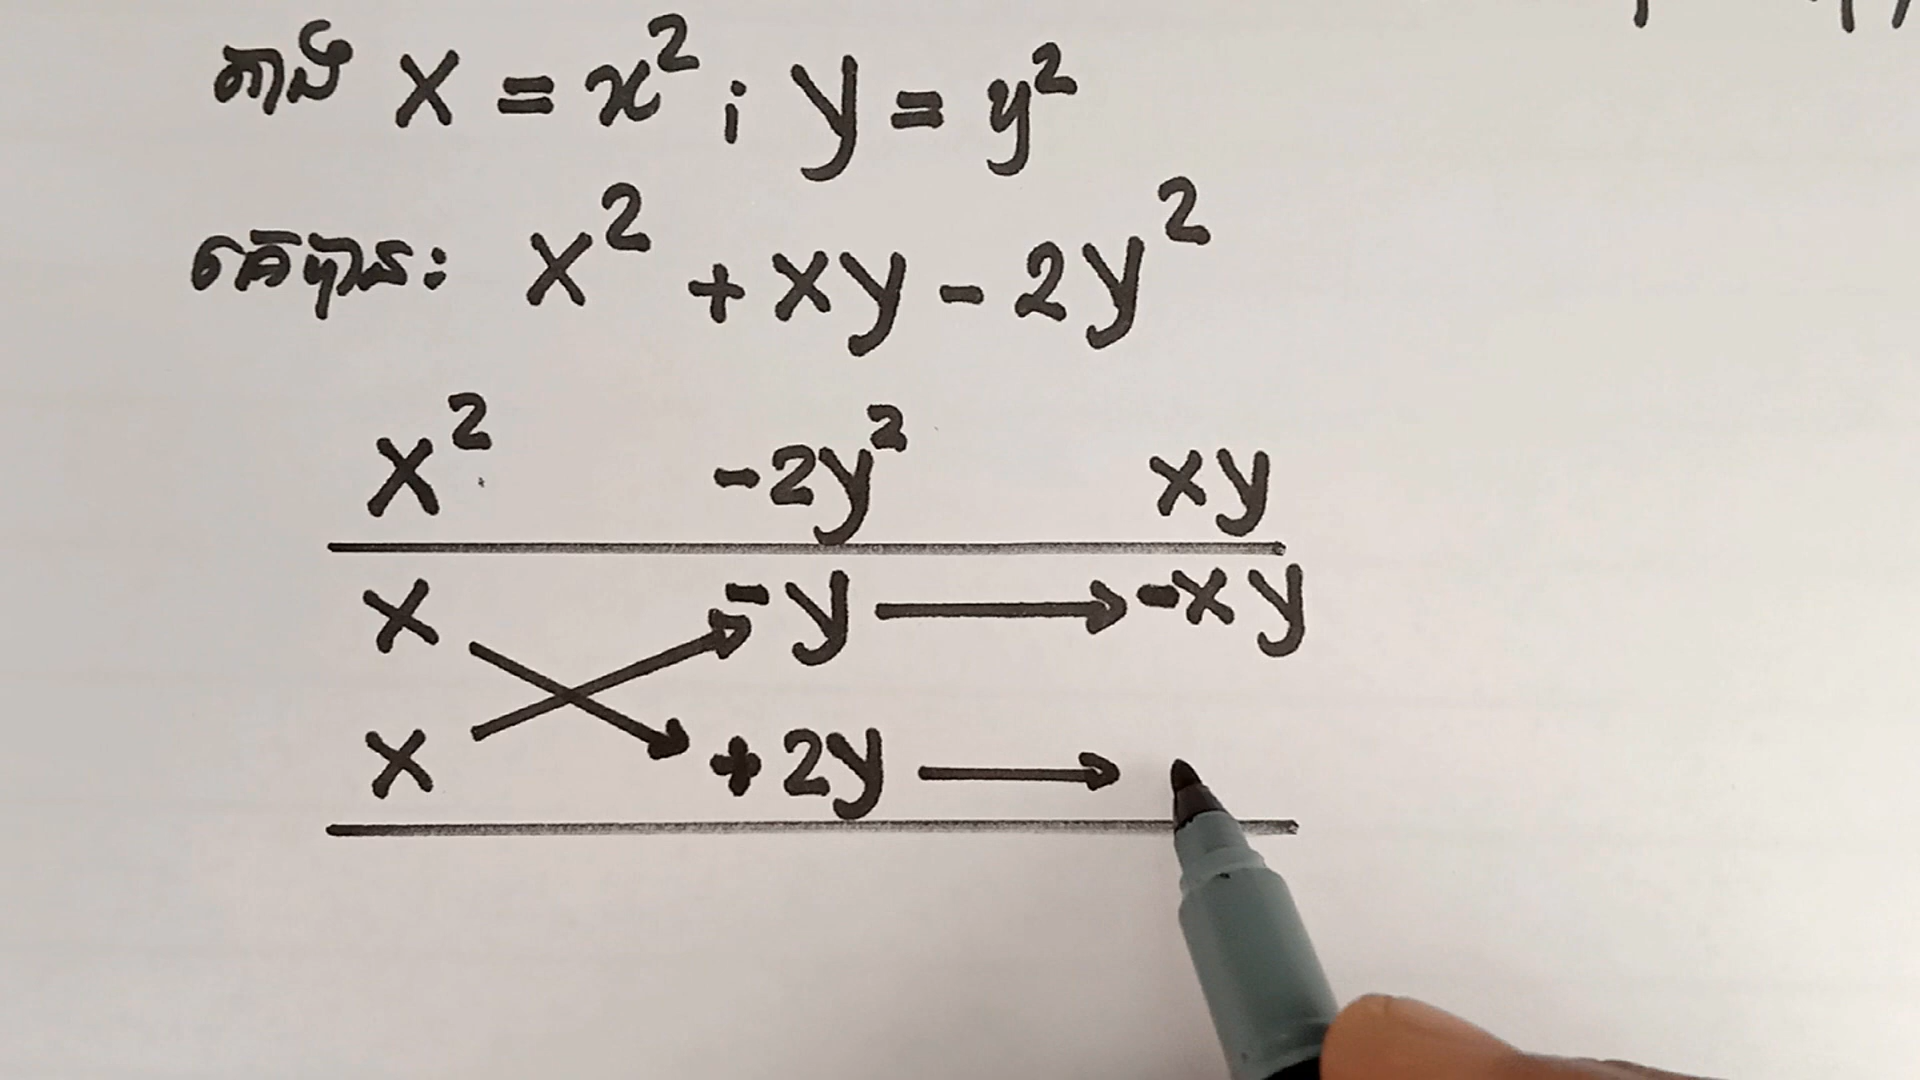 តាង X = x² ; Y = y²
គេបាន: X² + XY - 2Y²
X² -2Y² XY
X -Y → -XY
X +2Y →